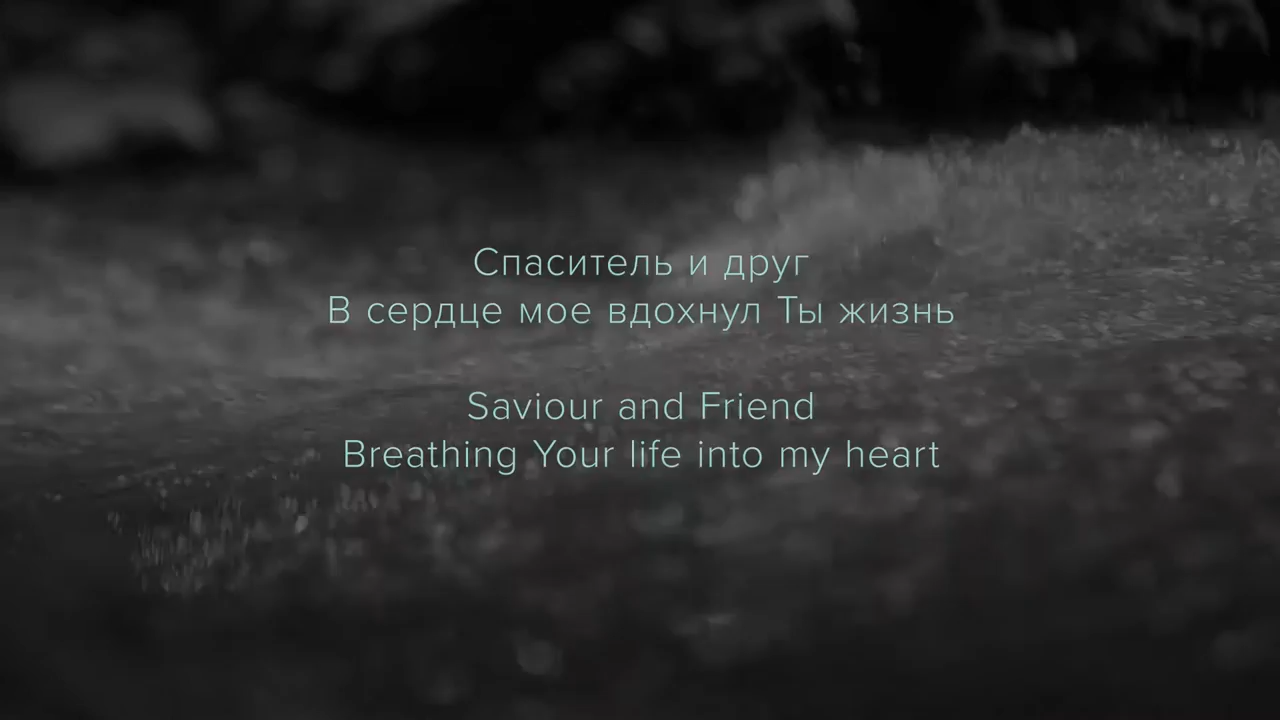 Спаситель и друг
В сердце мое вдохнул Ты жизнь
Saviour and Friend
Breathing Your life into my heart